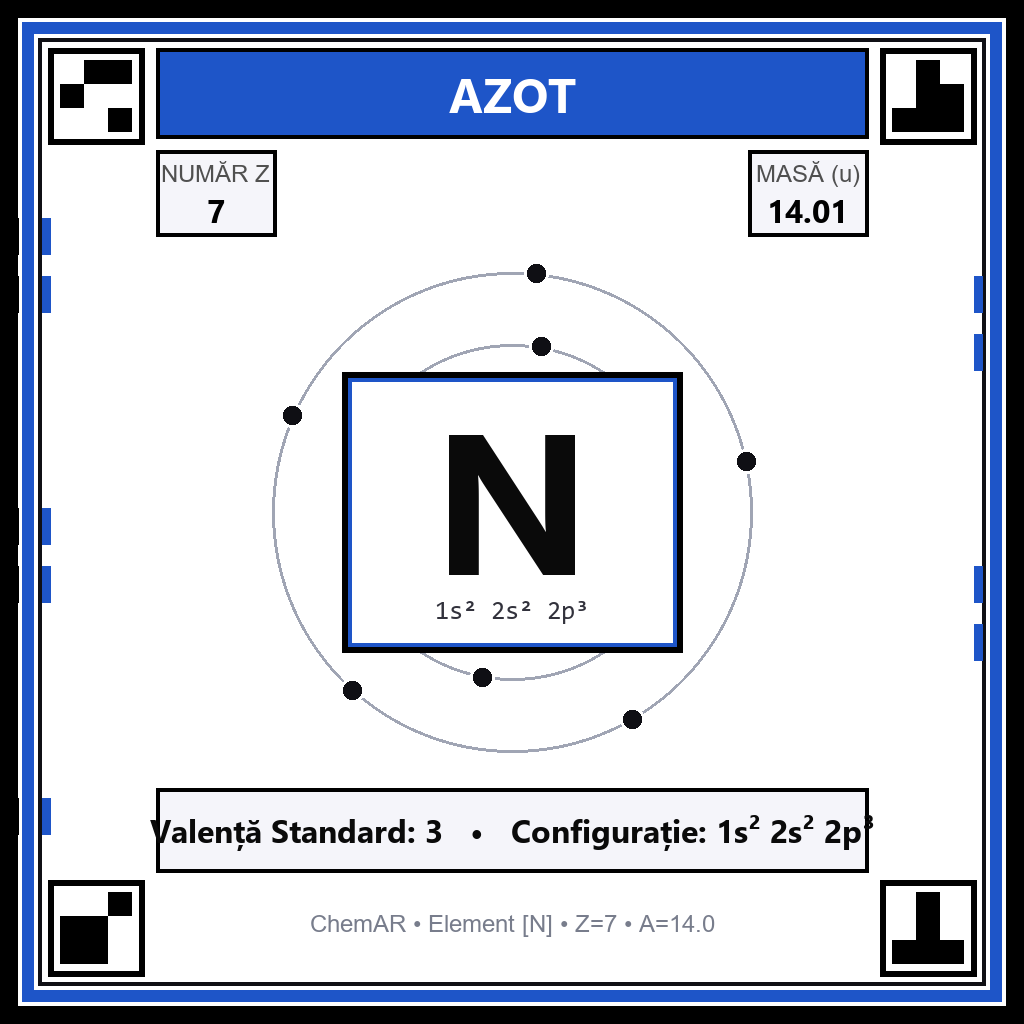 AZOT
NUMĂR Z
7
MASĂ (u)
14.01
N
1s² 2s² 2p³
Valență Standard: 3 • Configurație: 1s² 2s² 2p³
ChemAR • Element [N] • Z=7 • A=14.0